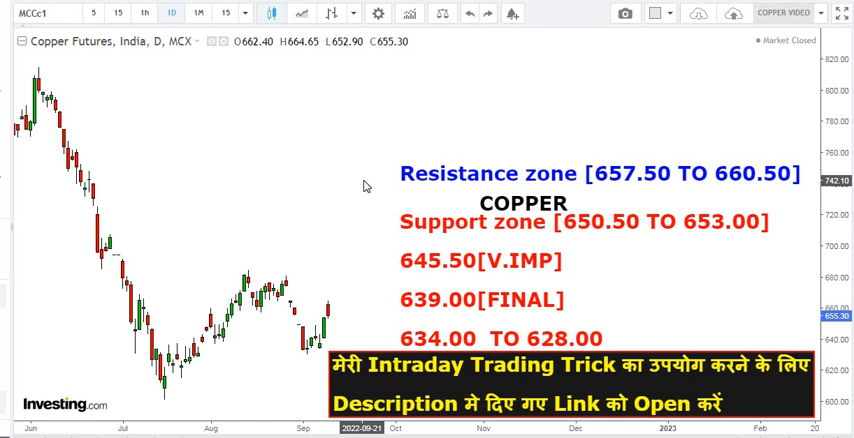 MCCc1 5 15 1h 1D 1M 15 COPPER VIDEO
Copper Futures, India, D, MCX O662.40 H664.65 L652.90 C655.30
Market Closed
820.00
800.00
780.00
760.00
Resistance zone [657.50 TO 660.50]
742.10
COPPER
720.00
Support zone [650.50 TO 653.00]
700.00
645.50[V.IMP]
680.00
639.00[FINAL]
660.00
655.30
634.00 TO 628.00
640.00
मेरी Intraday Trading Trick का उपयोग करने के लिए
620.00
Description मे दिए गए Link को Open करें
600.00
Investing.com
Jun Jul Aug Sep 2022-09-21 Oct Nov Dec 2023 Feb 20